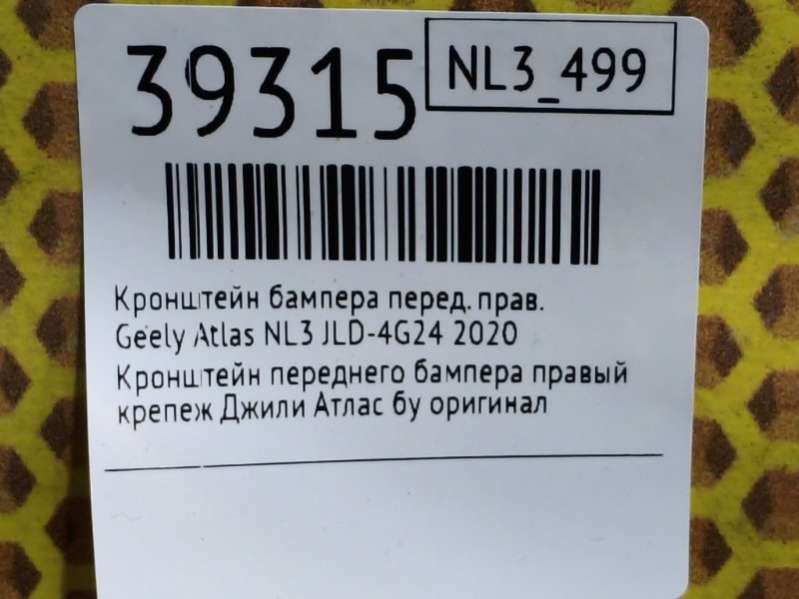 39315
NL3_499
Кронштейн бампера перед. прав.
Geely Atlas NL3 JLD-4G24 2020
Кронштейн переднего бампера правый
крепеж Джили Атлас бу оригинал